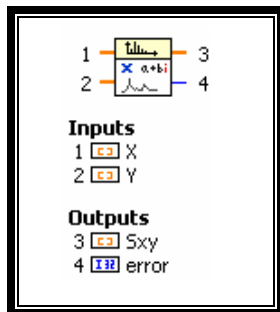 1 3
X a+bi
2 4
Inputs
1 [ ] X
2 [ ] Y
Outputs
3 [ ] Sxy
4 I32 error